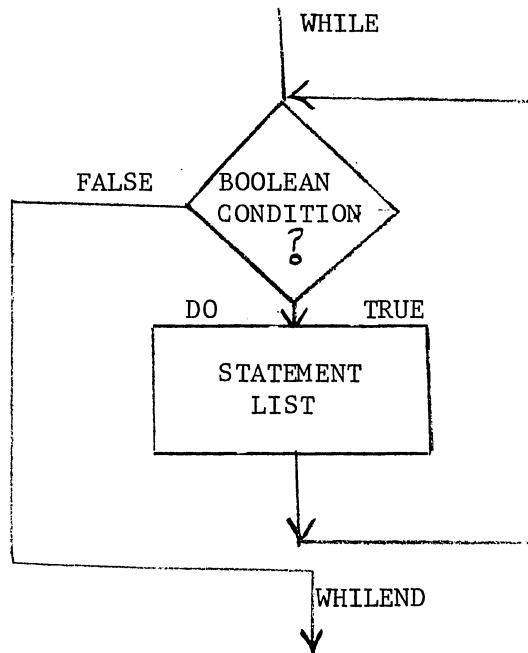 WHILE
FALSE
BOOLEAN
CONDITION
?
DO
TRUE
STATEMENT
LIST
WHILEND